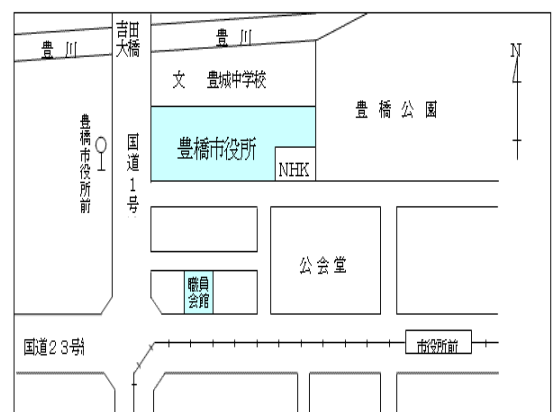 吉田
大橋
豊川
豊川
N
文 豊城中学校
豊橋公園
豊橋市役所前
国道1号
豊橋市役所
NHK
公会堂
職員
会館
国道23号
市役所前